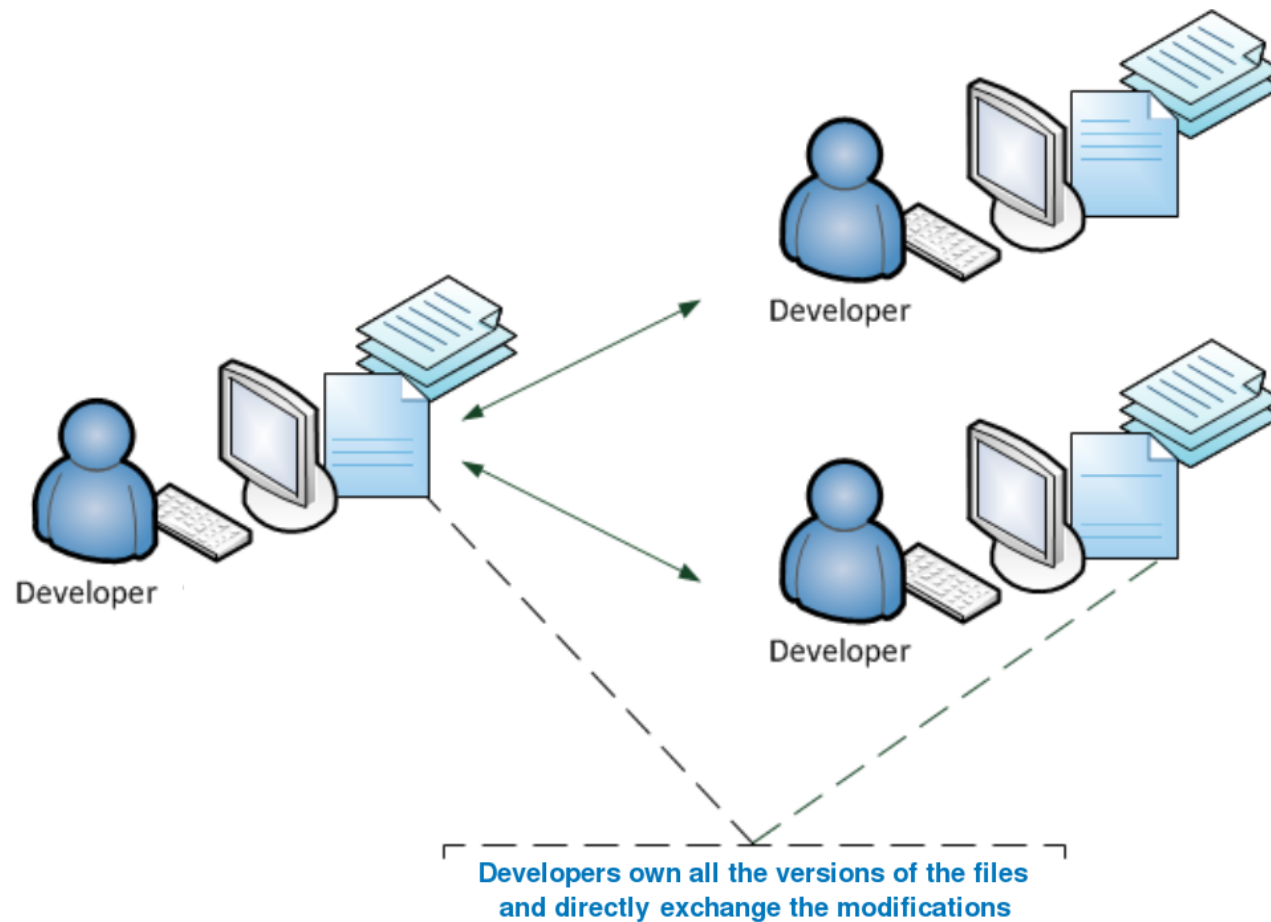 Developer
Developer
Developer
Developers own all the versions of the files
and directly exchange the modifications